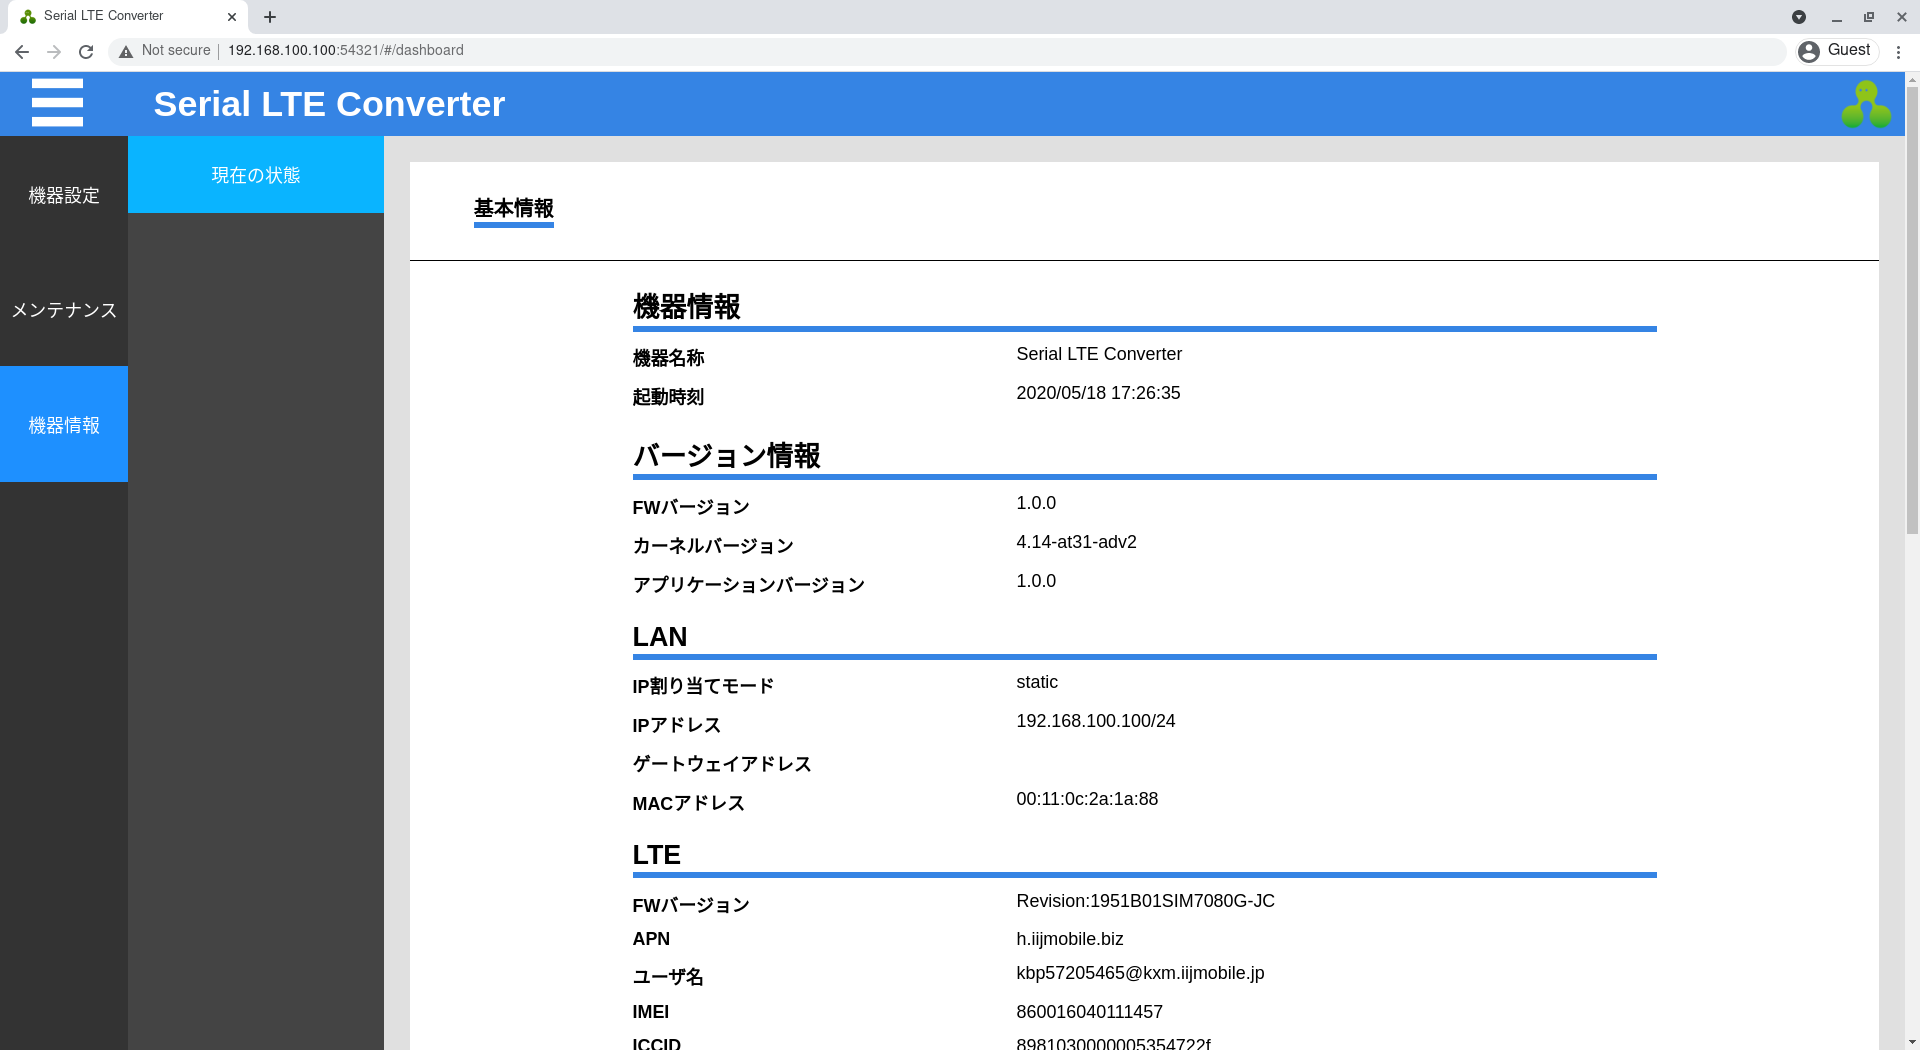 Serial LTE Converter
Not secure
192.168.100.100:54321/#/dashboard
Guest
Serial LTE Converter
機器設定
メンテナンス
機器情報
現在の状態
基本情報
機器情報
機器名称 Serial LTE Converter
起動時刻 2020/05/18 17:26:35
バージョン情報
FWバージョン 1.0.0
カーネルバージョン 4.14-at31-adv2
アプリケーションバージョン 1.0.0
LAN
IP割り当てモード static
IPアドレス 192.168.100.100/24
ゲートウェイアドレス
MACアドレス 00:11:0c:2a:1a:88
LTE
FWバージョン Revision:1951B01SIM7080G-JC
APN h.iijmobile.biz
ユーザ名 kbp57205465@kxm.iijmobile.jp
IMEI 860016040111457
ICCID 8981030000005354722f